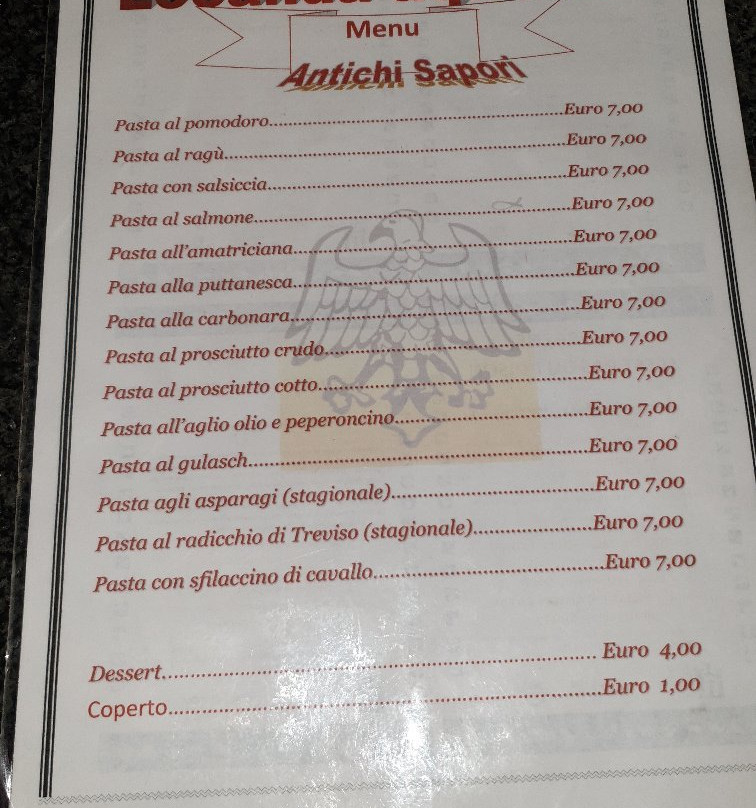 Menu
Antichi Sapori
Pasta al pomodoro......................................................Euro 7,00
Pasta al ragù..............................................................Euro 7,00
Pasta con salsiccia.......................................................Euro 7,00
Pasta al salmone..........................................................Euro 7,00
Pasta all'amatriciana...................................................Euro 7,00
Pasta alla puttanesca...................................................Euro 7,00
Pasta alla carbonara....................................................Euro 7,00
Pasta al prosciutto crudo..............................................Euro 7,00
Pasta al prosciutto cotto...............................................Euro 7,00
Pasta all'aglio olio e peperoncino...................................Euro 7,00
Pasta al gulasch............................................................Euro 7,00
Pasta agli asparagi (stagionale).....................................Euro 7,00
Pasta al radicchio di Treviso (stagionale).....................Euro 7,00
Pasta con sfilaccino di cavallo........................................Euro 7,00
Dessert............................................................................ Euro 4,00
Coperto............................................................................Euro 1,00